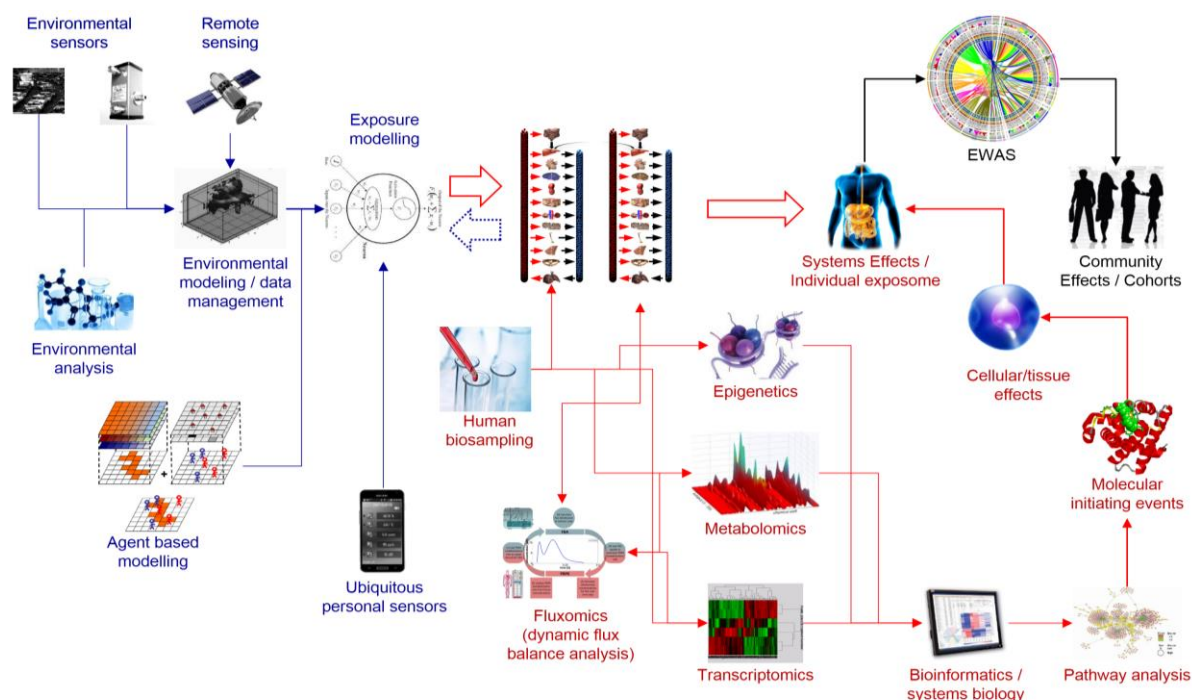 Environmental
sensors
Remote
sensing
Exposure
modelling
EWAS
Environmental
modeling / data
management
Systems Effects /
Individual exposome
Community
Effects / Cohorts
Environmental
analysis
Human
biosampling
Epigenetics
Cellular/tissue
effects
Metabolomics
Molecular
initiating events
Agent based
modelling
Ubiquitous
personal sensors
Fluxomics
(dynamic flux
balance analysis)
Transcriptomics
Bioinformatics /
systems biology
Pathway analysis
+